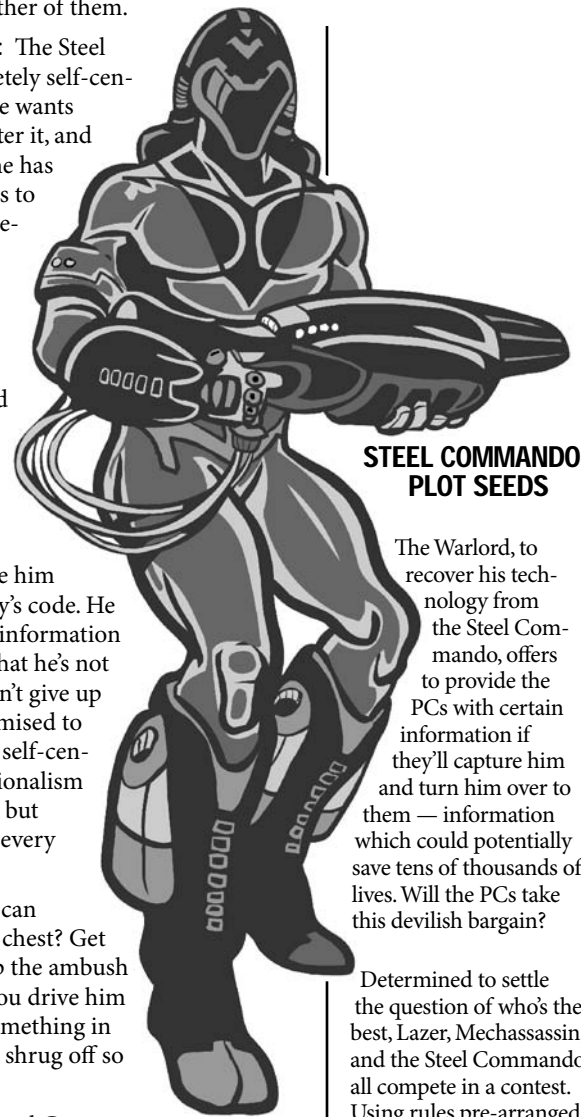 ther of them.
: The Steel
etely self-cen-
e wants
ter it, and
ne has
s to
e-
d
e him
y's code. He
information
hat he's not
n't give up
mised to
self-cen-
ionalism
but
every
can
chest? Get
o the ambush
ou drive him
mething in
shrug off so
STEEL COMMANDO
PLOT SEEDS
The Warlord, to
recover his tech-
nology from
the Steel Com-
mando, offers
to provide the
PCs with certain
information if
they'll capture him
and turn him over to
them — information
which could potentially
save tens of thousands of
lives. Will the PCs take
this devilish bargain?
Determined to settle
the question of who's the
best, Lazer, Mechassassin
and the Steel Commando
all compete in a contest.
Using rules pre-arranged